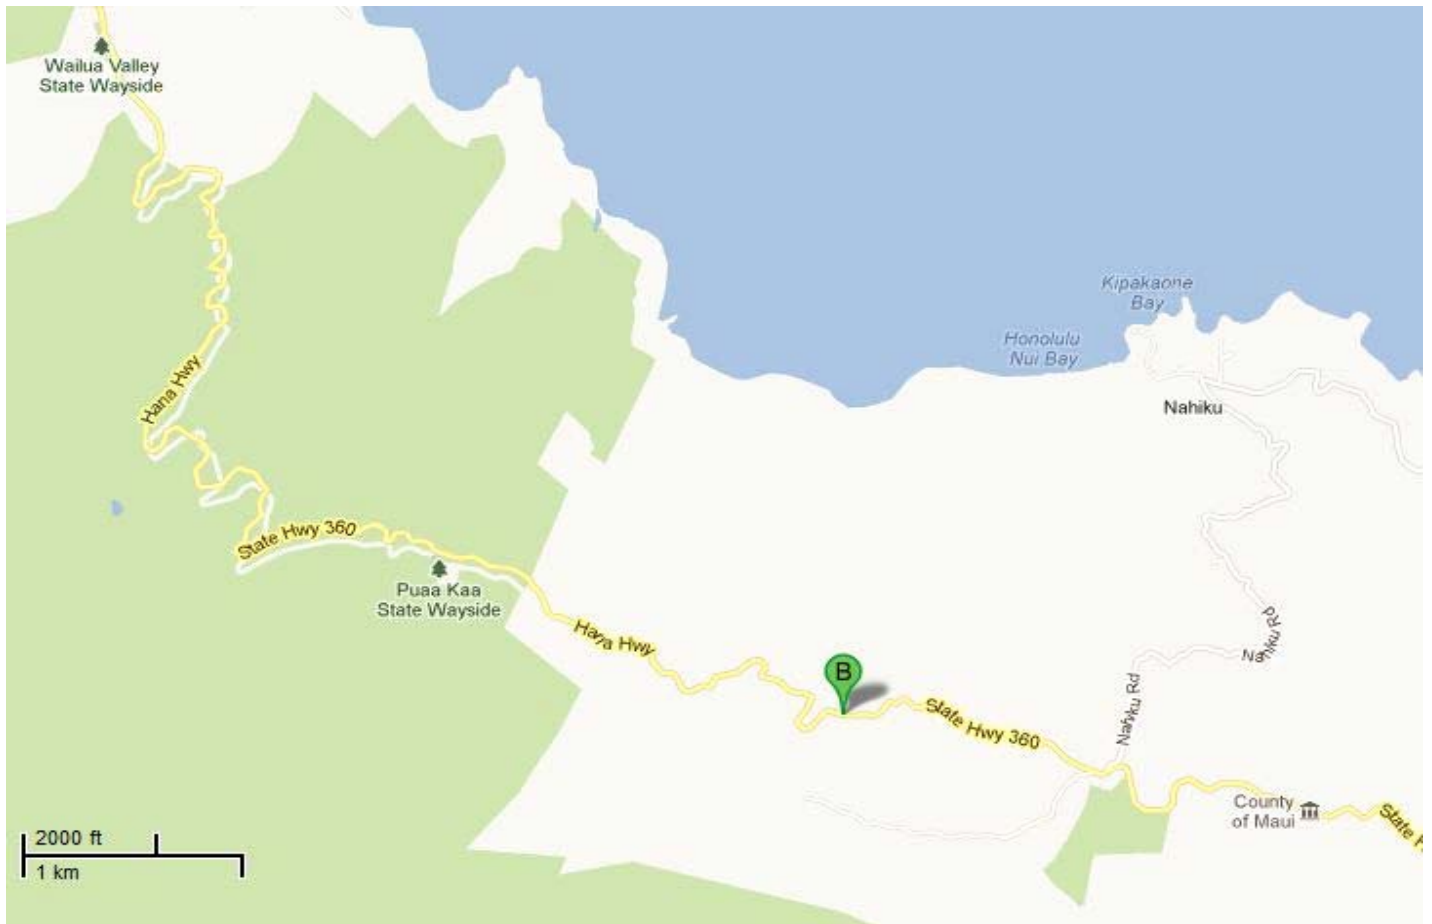 Wailua Valley
State Wayside
Kipakaone
Bay
Honolulu
Nui Bay
Hana Hwy
Nahiku
State Hwy 360
Puaa Kaa
State Wayside
Hana Hwy
Nahiku Rd
B
Nahiku Rd
State Hwy 360
County
of Maui
State H
2000 ft
1 km